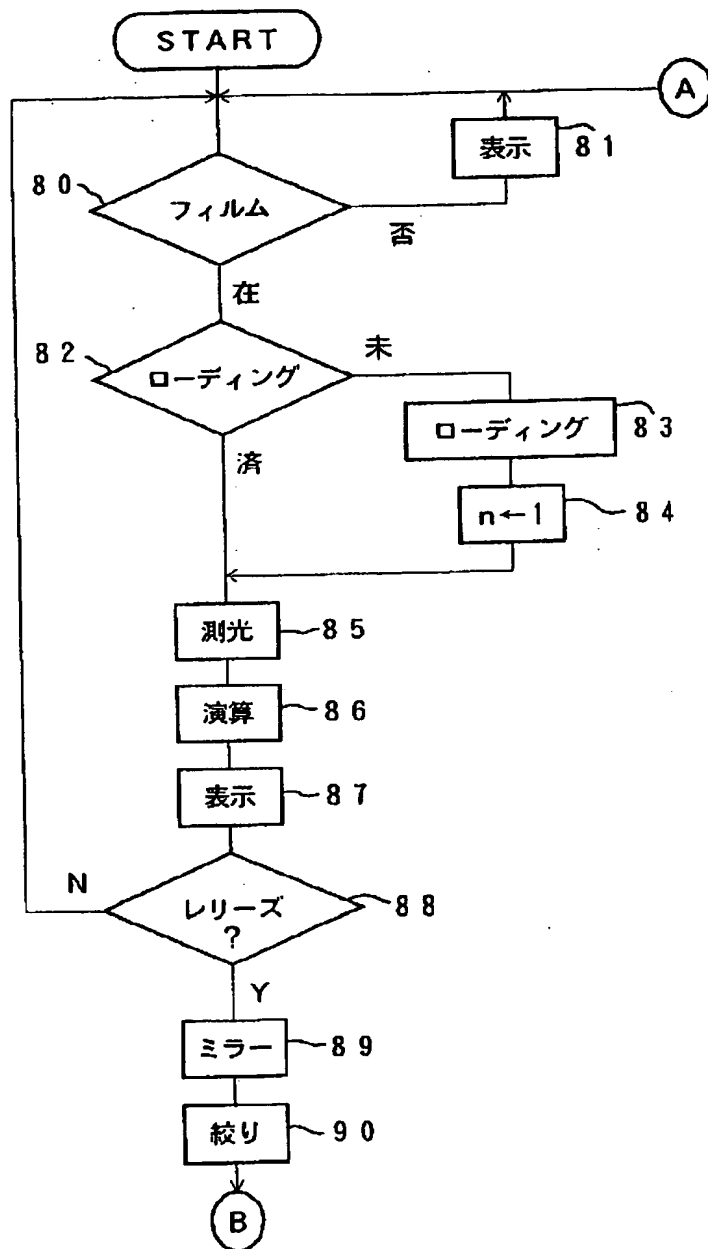 START
A
表示
81
80
フィルム
否
在
82
ローディング
未
ローディング
83
済
n←1
84
測光
85
演算
86
表示
87
N
レリーズ
?
88
Y
ミラー
89
絞り
90
B